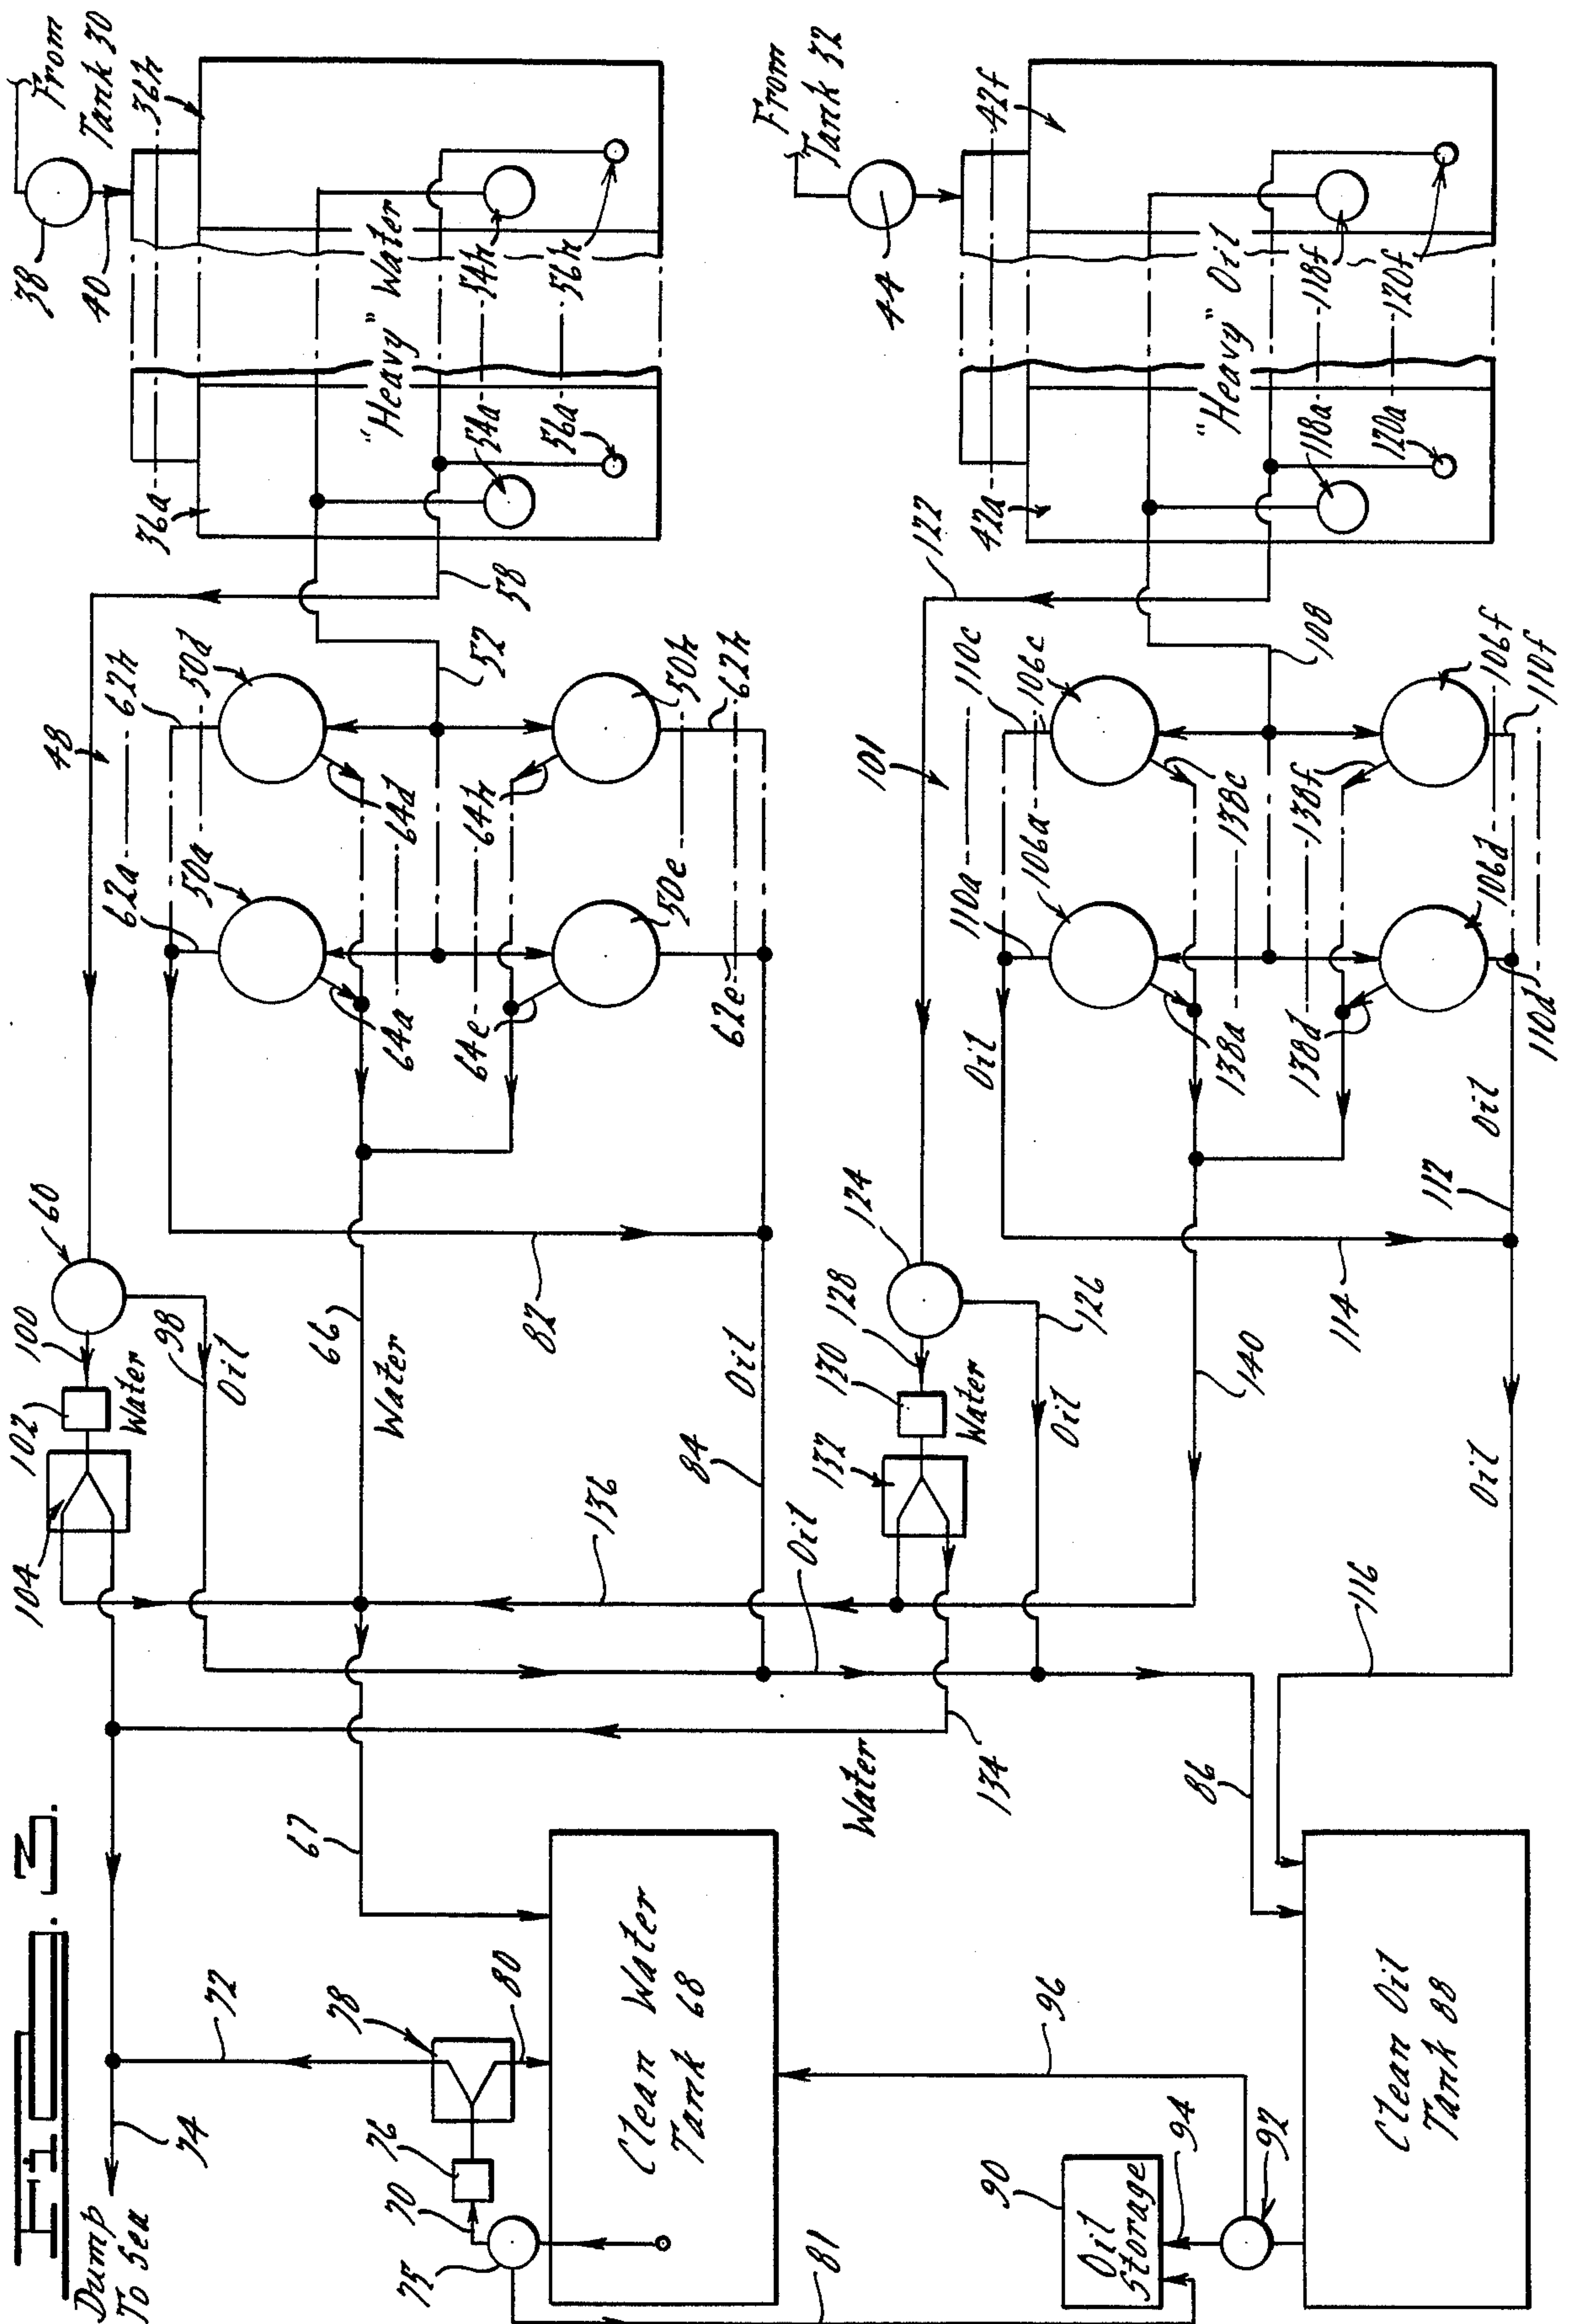 Fig. 3.
Dump
To Sea
74
72
78
80
76
70
75
81
Clean Water
Tank 68
67
96
90
Oil
Storage
94
92
Clean Oil
Tank 88
86
116
Water
134
104
102
Water
100
60
98
Oil
66
Water
136
82
84
Oil
Oil
48
62a
62h
50a
50d
64a
64d
64e
64h
50e
50h
62e
62h
52
58
38
From
Tank 30
40
36a
36h
"Heavy" Water
54a
54h
56a
56h
137
130
Water
128
124
126
Oil
140
114
112
Oil
Oil
Oil
101
122
110a
110c
106a
106c
138a
138c
138d
138f
106d
106f
110d
110f
108
44
From
Tank 32
42a
42f
"Heavy" Oil
118a
118f
120a
120f